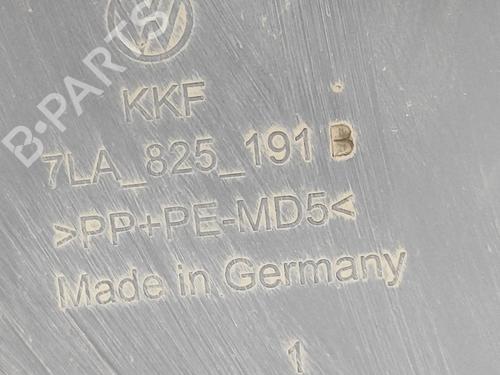 B-PARTS
KKF
7LA_825_191 B
>PP+PE-MD5<
Made in Germany
1